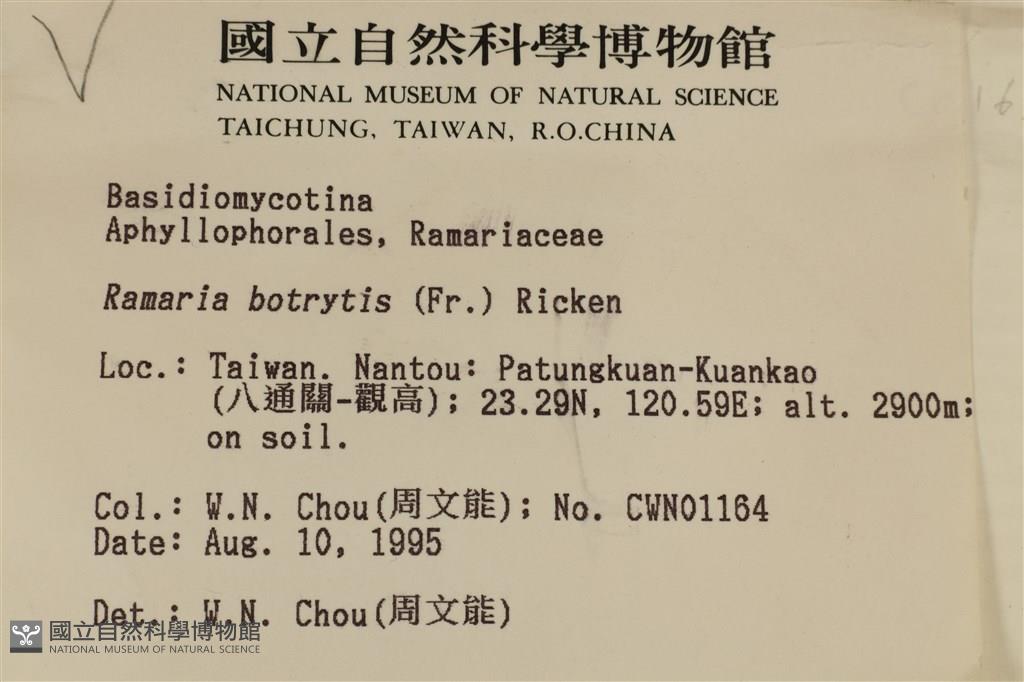 國立自然科學博物館
NATIONAL MUSEUM OF NATURAL SCIENCE
TAICHUNG, TAIWAN, R.O.CHINA
Basidiomycotina
Aphyllophorales, Ramariaceae
Ramaria botrytis (Fr.) Ricken
Loc.: Taiwan. Nantou: Patungkuan-Kuankao
(八通關-觀高); 23.29N, 120.59E; alt. 2900m;
on soil.
Col.: W.N. Chou(周文能); No. CWN01164
Date: Aug. 10, 1995
Det.: W.N. Chou(周文能)
國立自然科學博物館
NATIONAL MUSEUM OF NATURAL SCIENCE